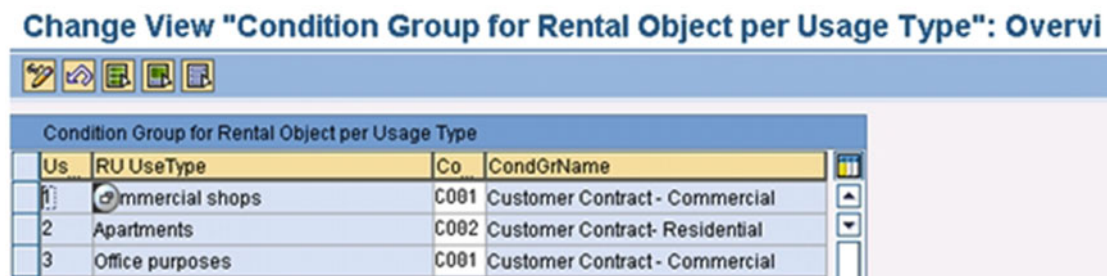 Change View "Condition Group for Rental Object per Usage Type": Overvi
Condition Group for Rental Object per Usage Type
Us... RU UseType Co... CondGrName
1 mmercial shops C001 Customer Contract - Commercial
2 Apartments C002 Customer Contract- Residential
3 Office purposes C001 Customer Contract - Commercial